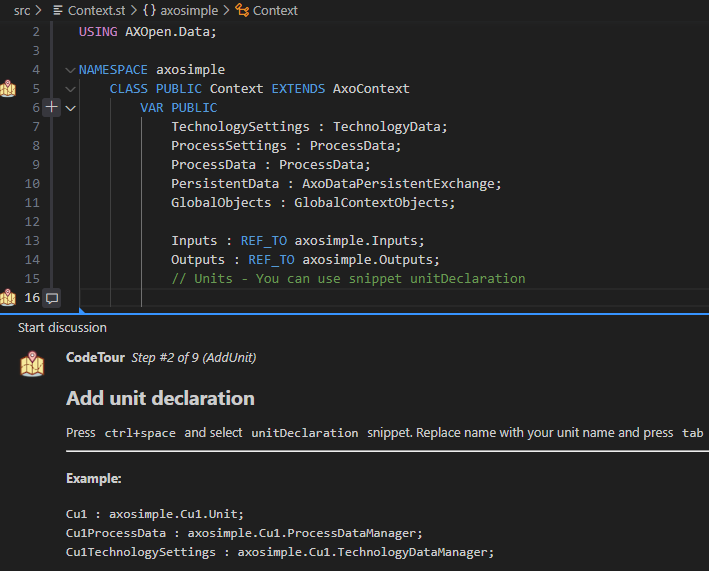 src > Context.st > {} axosimple > Context
2 USING AXOpen.Data;
3
4 NAMESPACE axosimple
5 CLASS PUBLIC Context EXTENDS AxoContext
6 VAR PUBLIC
7 TechnologySettings : TechnologyData;
8 ProcessSettings : ProcessData;
9 ProcessData : ProcessData;
10 PersistentData : AxoDataPersistentExchange;
11 GlobalObjects : GlobalContextObjects;
12
13 Inputs : REF_TO axosimple.Inputs;
14 Outputs : REF_TO axosimple.Outputs;
15 // Units - You can use snippet unitDeclaration
16
Start discussion
CodeTour Step #2 of 9 (AddUnit)
Add unit declaration
Press ctrl+space and select unitDeclaration snippet. Replace name with your unit name and press tab
Example:
Cu1 : axosimple.Cu1.Unit;
Cu1ProcessData : axosimple.Cu1.ProcessDataManager;
Cu1TechnologySettings : axosimple.Cu1.TechnologyDataManager;